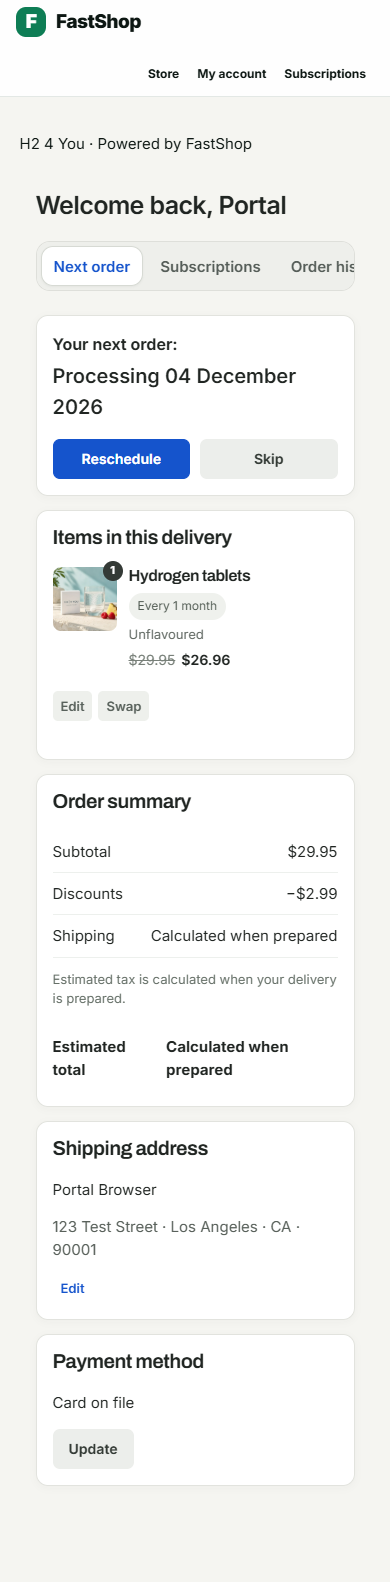 F FastShop
Store My account Subscriptions
H2 4 You · Powered by FastShop
Welcome back, Portal
Next order Subscriptions Order his
Your next order:
Processing 04 December
2026
Reschedule Skip
Items in this delivery
1
Hydrogen tablets
Every 1 month
Unflavoured
$29.95 $26.96
Edit Swap
Order summary
Subtotal $29.95
Discounts −$2.99
Shipping Calculated when prepared
Estimated tax is calculated when your delivery
is prepared.
Estimated Calculated when
total prepared
Shipping address
Portal Browser
123 Test Street · Los Angeles · CA ·
90001
Edit
Payment method
Card on file
Update